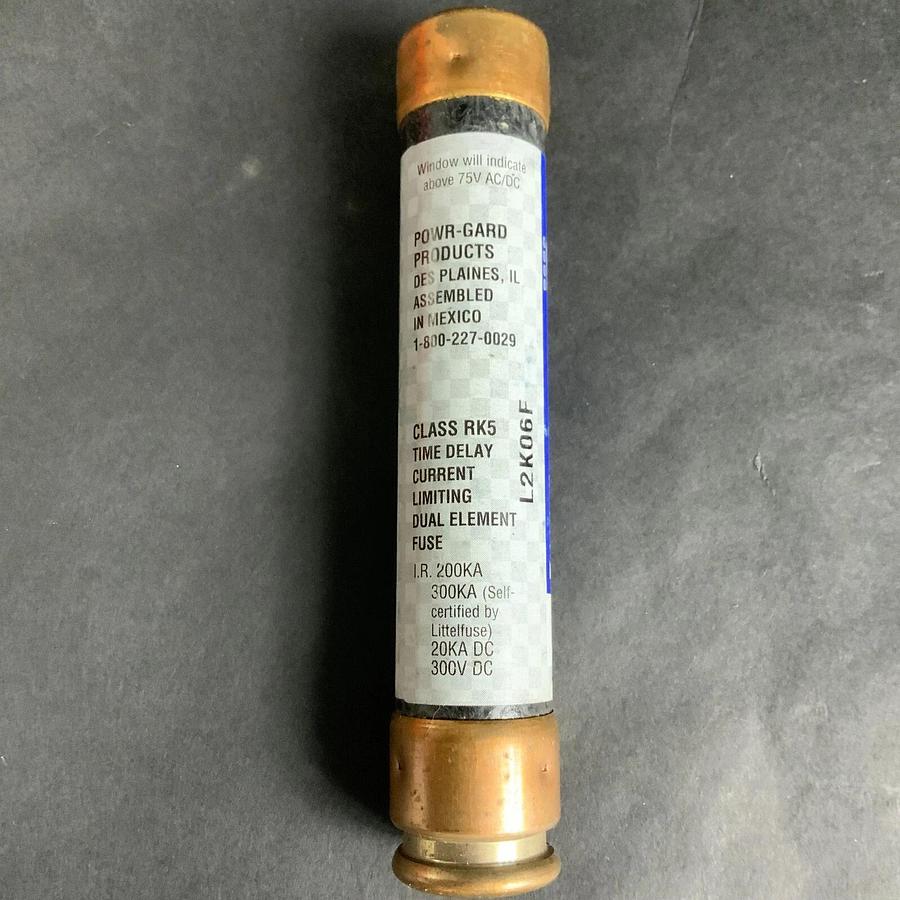 Window will indicate
above 75V AC/DC
POWR-GARD
PRODUCTS
DES PLAINES, IL
ASSEMBLED
IN MEXICO
1-800-227-0029
CLASS RK5
TIME DELAY
CURRENT
LIMITING
DUAL ELEMENT
FUSE
I.R. 200KA
300KA (Self-
certified by
Littelfuse)
20KA DC
300V DC
L2K06F